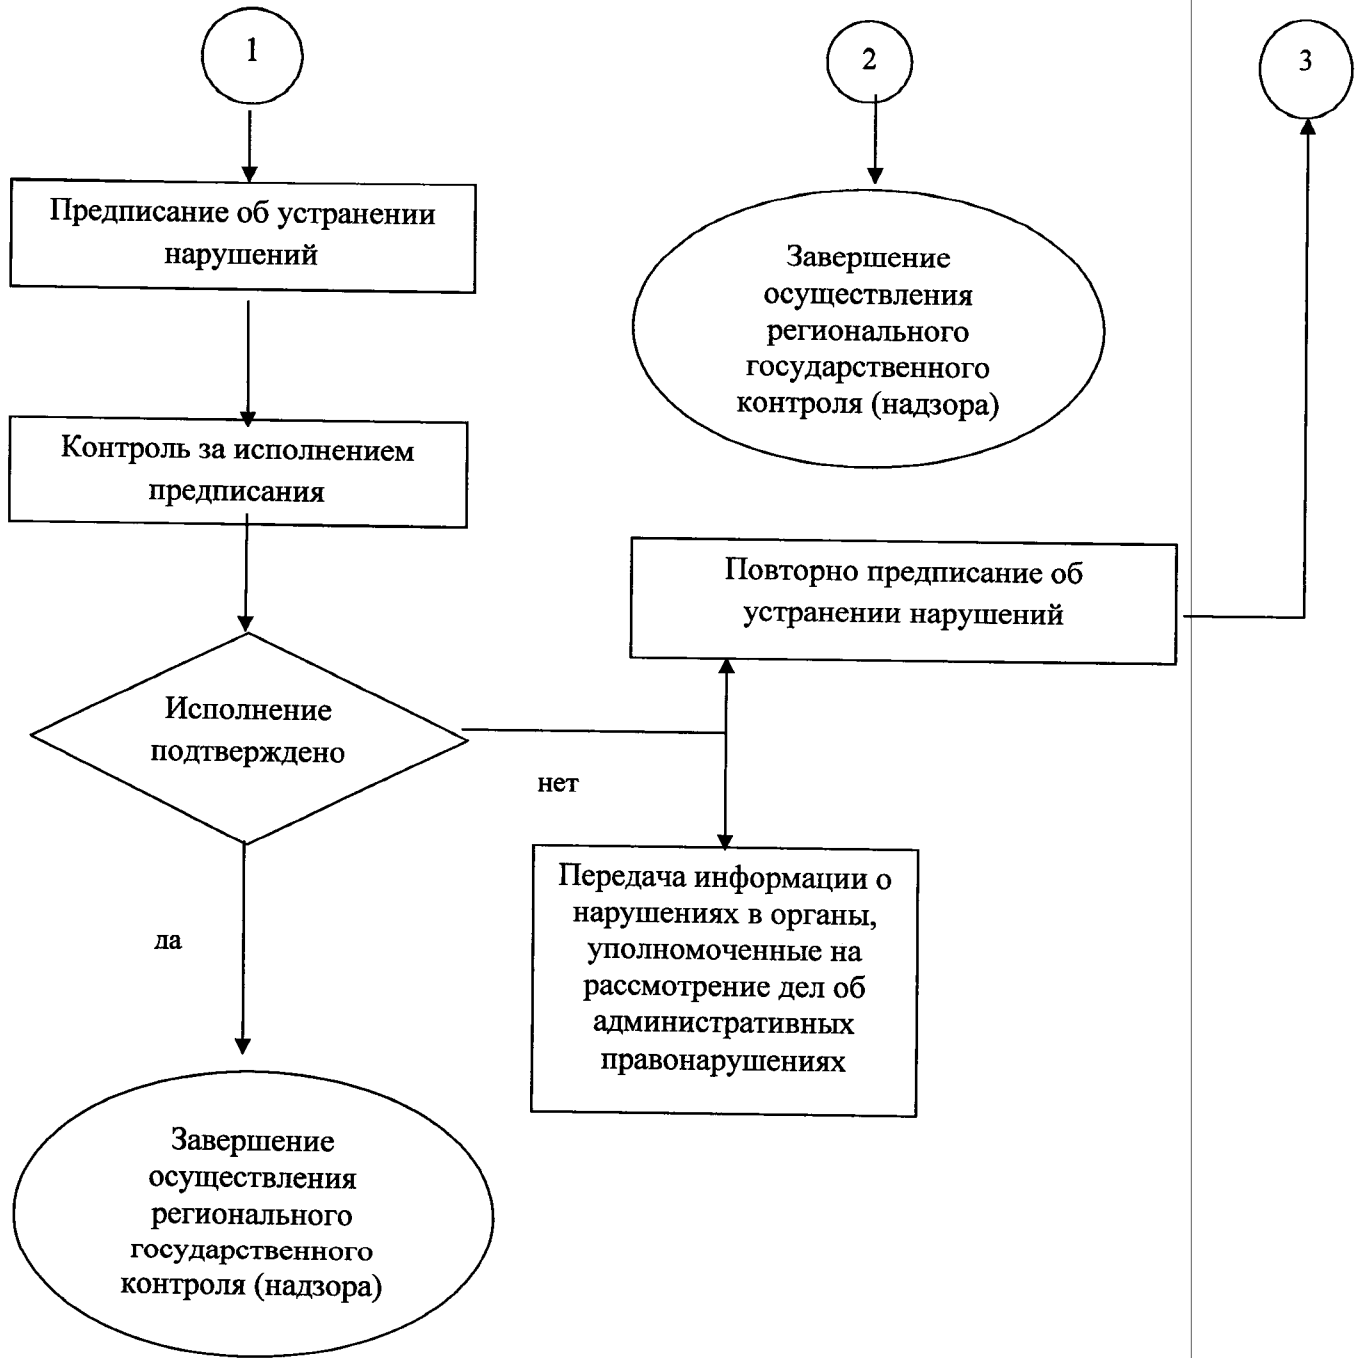 1
2
3
Предписание об устранении
нарушений
Завершение
осуществления
регионального
государственного
контроля (надзора)
Контроль за исполнением
предписания
Повторно предписание об
устранении нарушений
Исполнение
подтверждено
нет
да
Передача информации о
нарушениях в органы,
уполномоченные на
рассмотрение дел об
административных
правонарушениях
Завершение
осуществления
регионального
государственного
контроля (надзора)